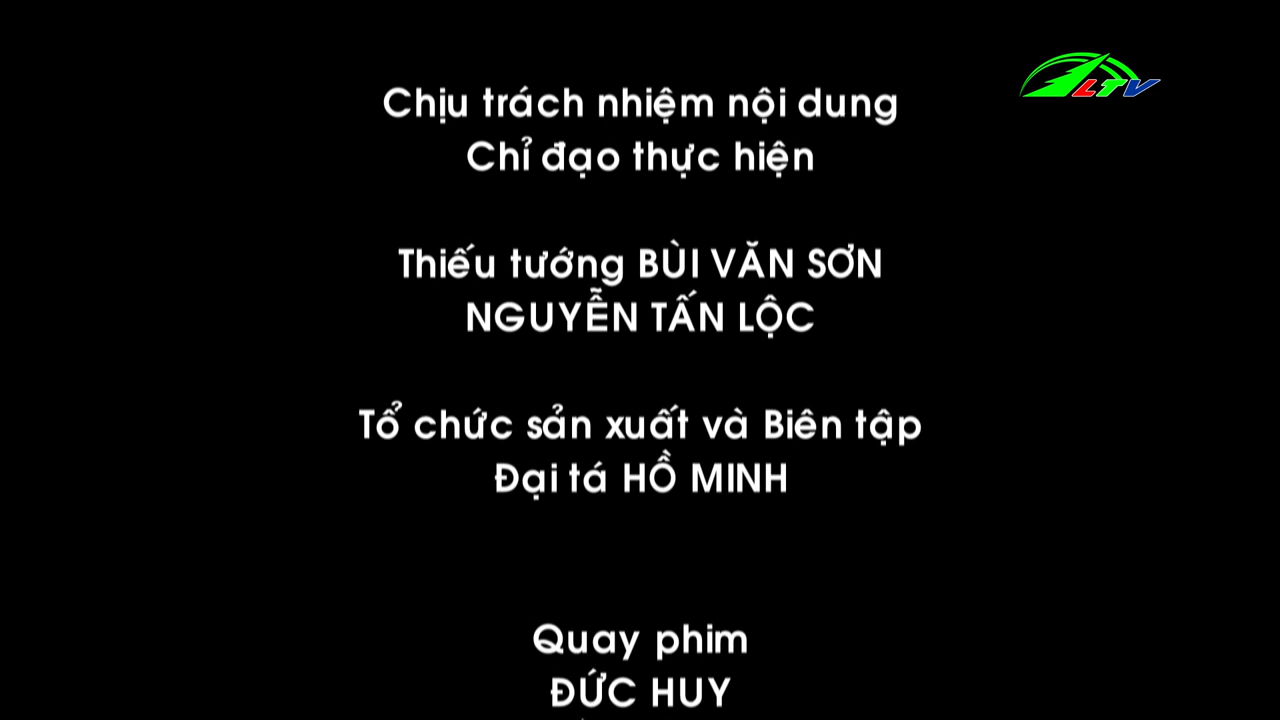 LTV
Chịu trách nhiệm nội dung
Chỉ đạo thực hiện
Thiếu tướng BÙI VĂN SƠN
NGUYỄN TẤN LỘC
Tổ chức sản xuất và Biên tập
Đại tá HỒ MINH
Quay phim
ĐỨC HUY